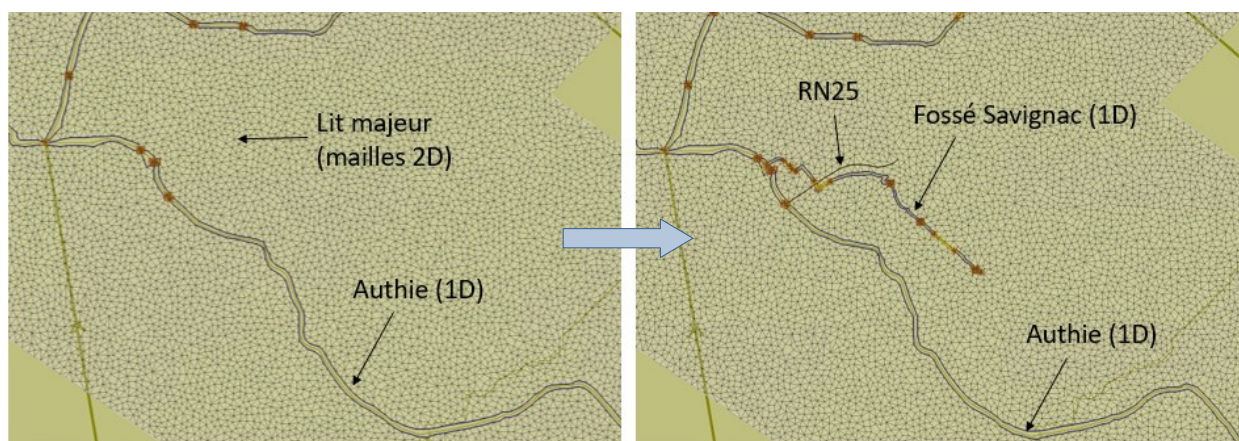 Lit majeur
(mailles 2D)
Authie (1D)
RN25
Fossé Savignac (1D)
Authie (1D)